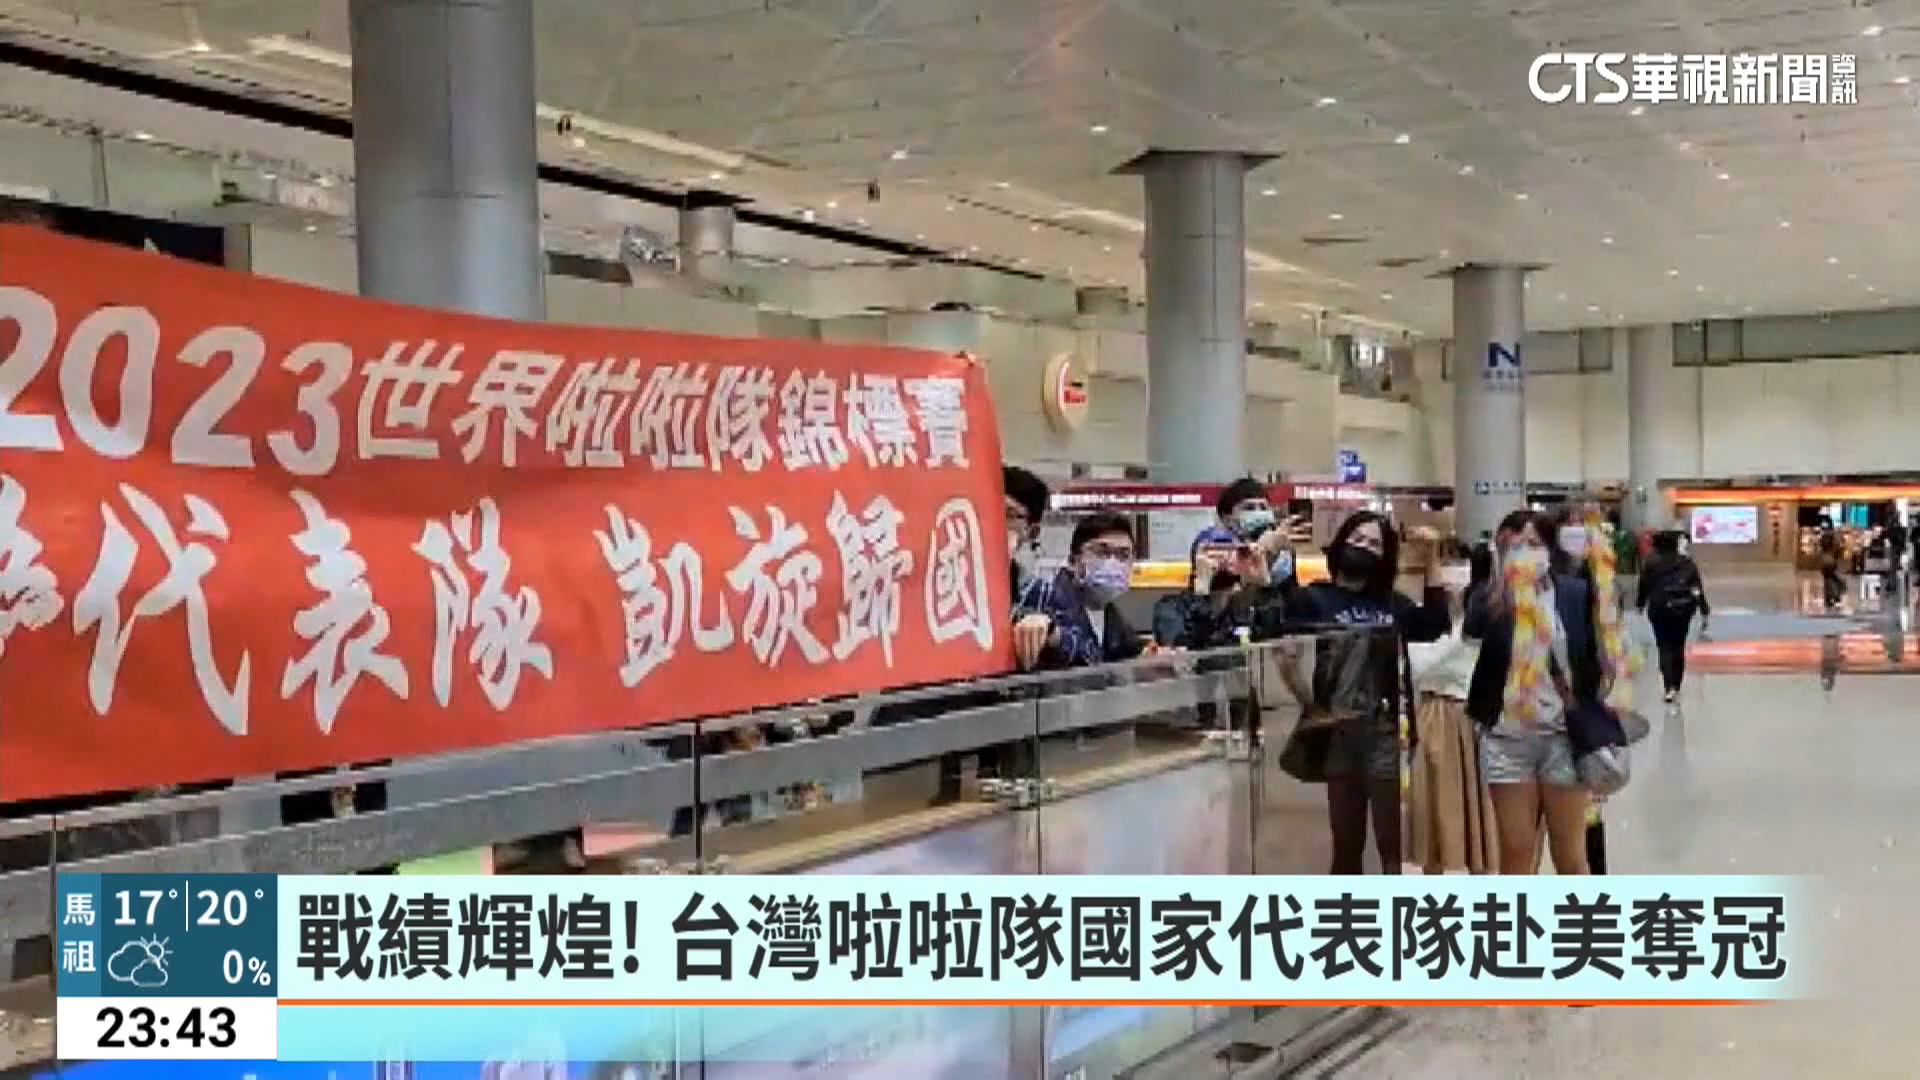 CTS華視新聞資訊
2023世界啦啦隊錦標賽
代表隊 凱旋歸國
N
馬祖
17° 20°
0%
戰績輝煌! 台灣啦啦隊國家代表隊赴美奪冠
23:43